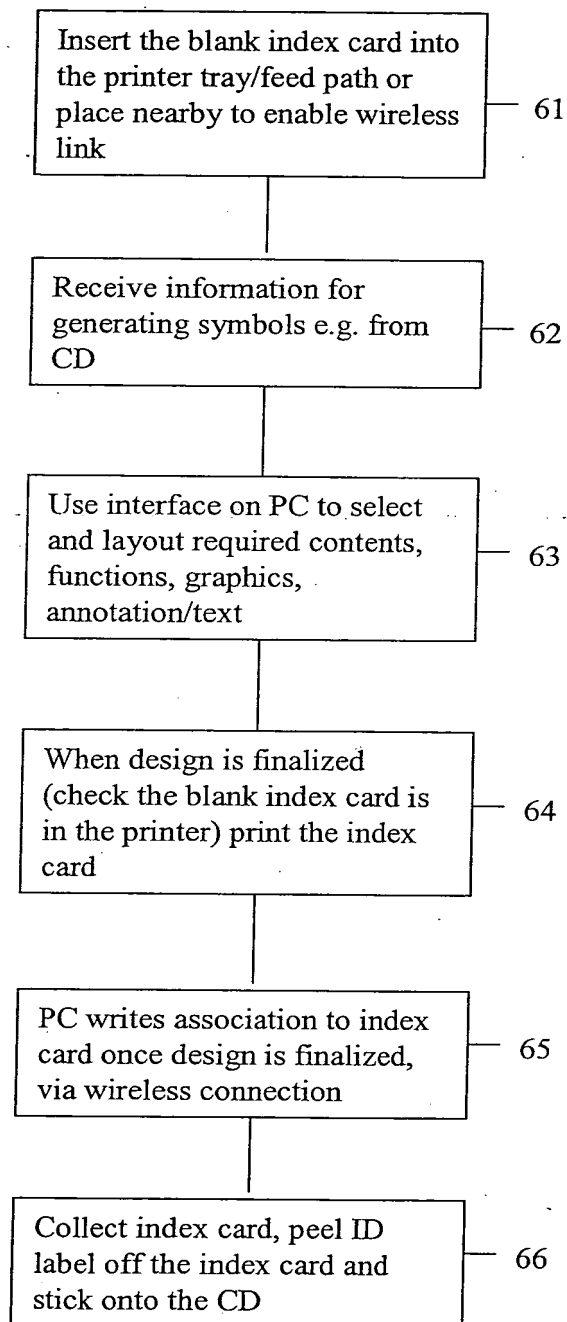 Insert the blank index card into
the printer tray/feed path or
place nearby to enable wireless
link
61
Receive information for
generating symbols e.g. from
CD
62
Use interface on PC to select
and layout required contents,
functions, graphics,
annotation/text
63
When design is finalized
(check the blank index card is
in the printer) print the index
card
64
PC writes association to index
card once design is finalized,
via wireless connection
65
Collect index card, peel ID
label off the index card and
stick onto the CD
66